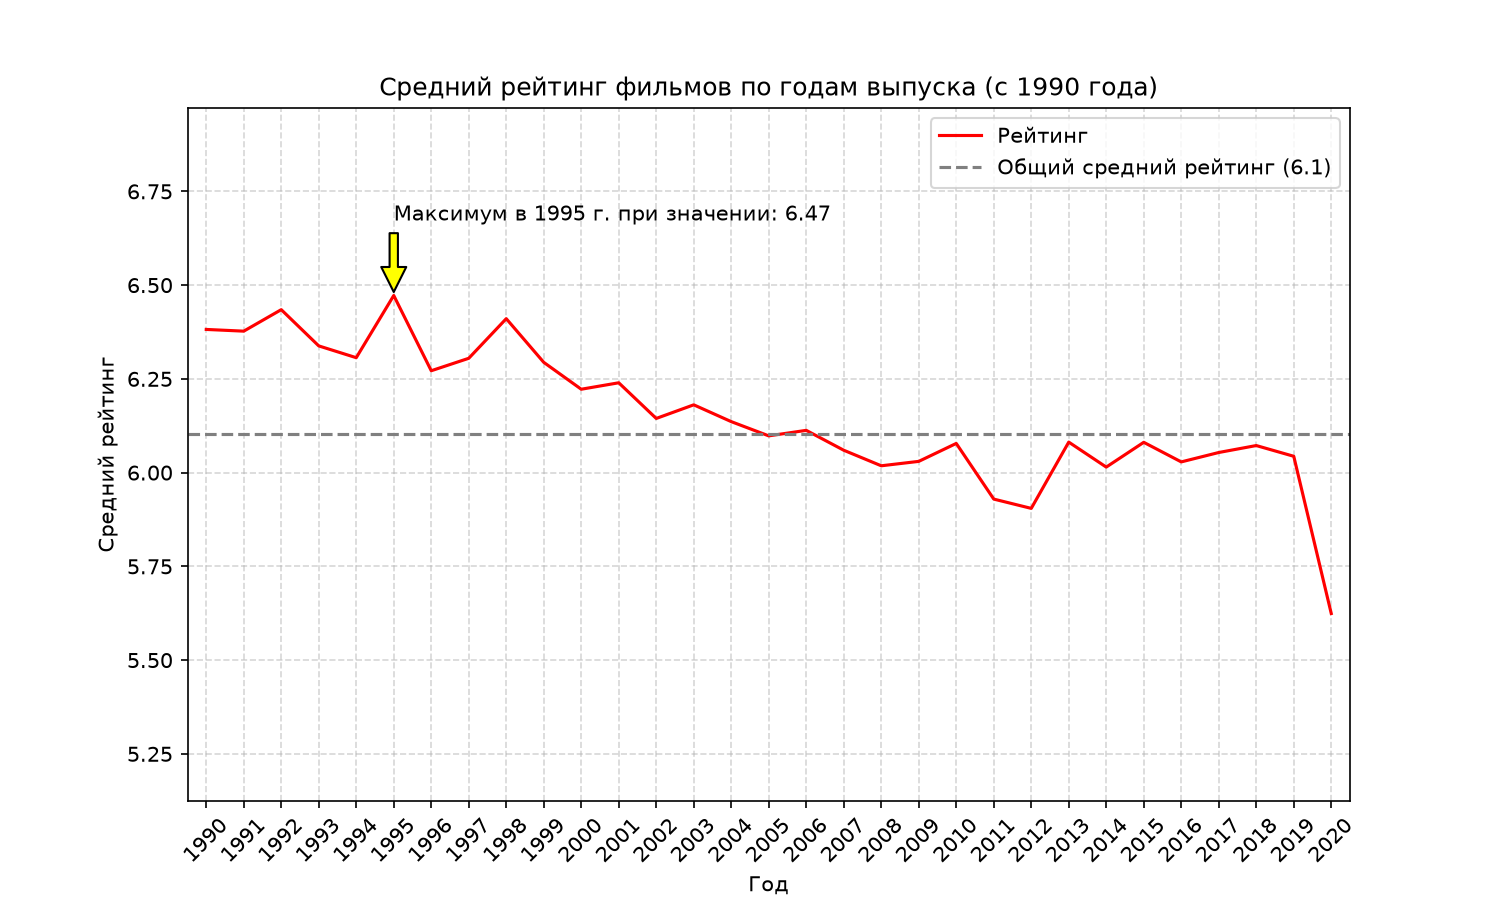 Средний рейтинг фильмов по годам выпуска (с 1990 года)
Рейтинг
Общий средний рейтинг (6.1)
Максимум в 1995 г. при значении: 6.47
Средний рейтинг
6.75
6.50
6.25
6.00
5.75
5.50
5.25
1990 1991 1992 1993 1994 1995 1996 1997 1998 1999 2000 2001 2002 2003 2004 2005 2006 2007 2008 2009 2010 2011 2012 2013 2014 2015 2016 2017 2018 2019 2020
Год